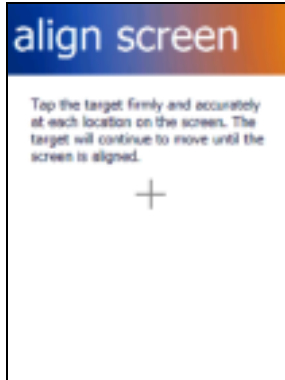 align screen
Tap the target firmly and accurately
at each location on the screen. The
target will continue to move until the
screen is aligned.